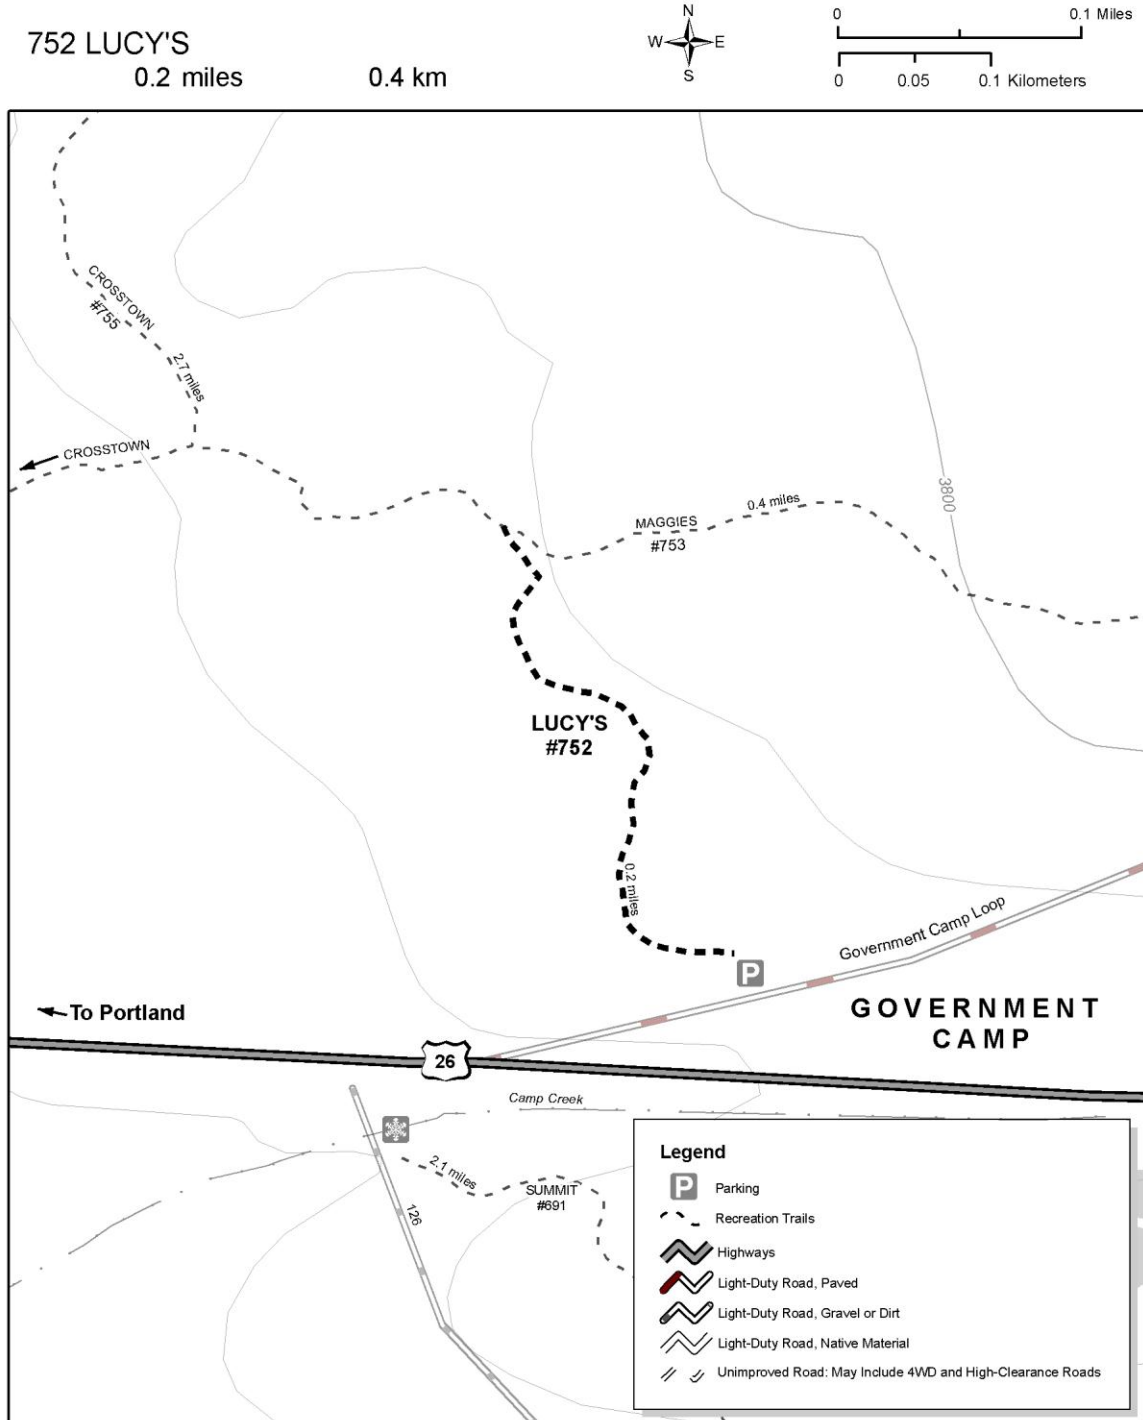 752 LUCY'S
0.2 miles 0.4 km
N
W E
S
0 0.1 Miles
0 0.05 0.1 Kilometers
CROSSTOWN
#755
2.7 miles
CROSSTOWN
MAGGIES
#753
0.4 miles
3800
LUCY'S
#752
0.2 miles
P
Government Camp Loop
GOVERNMENT
CAMP
To Portland
26
Camp Creek
2.1 miles
SUMMIT
#691
126
Legend
P Parking
Recreation Trails
Highways
Light-Duty Road, Paved
Light-Duty Road, Gravel or Dirt
Light-Duty Road, Native Material
Unimproved Road: May Include 4WD and High-Clearance Roads